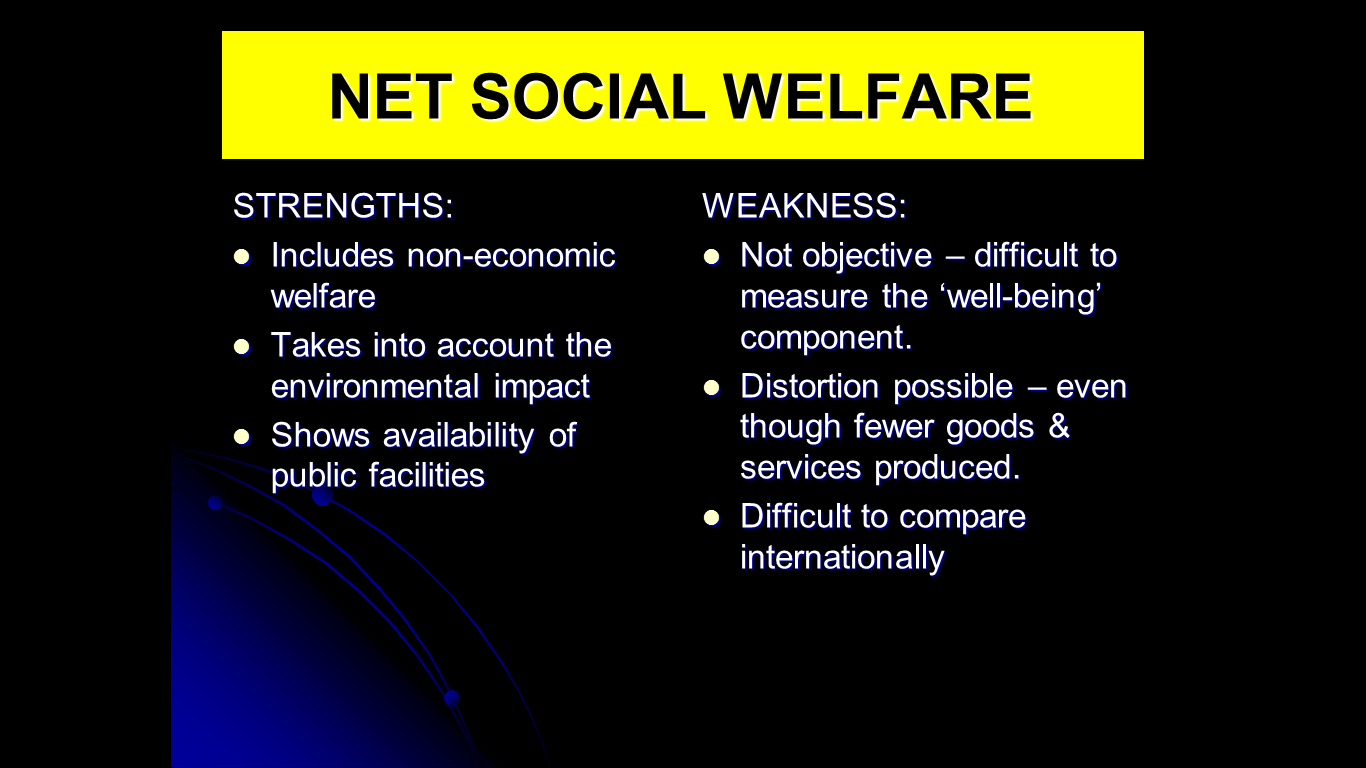 NET SOCIAL WELFARE
STRENGTHS:
Includes non-economic
welfare
Takes into account the
environmental impact
Shows availability of
public facilities
WEAKNESS:
Not objective – difficult to
measure the ‘well-being’
component.
Distortion possible – even
though fewer goods &
services produced.
Difficult to compare
internationally